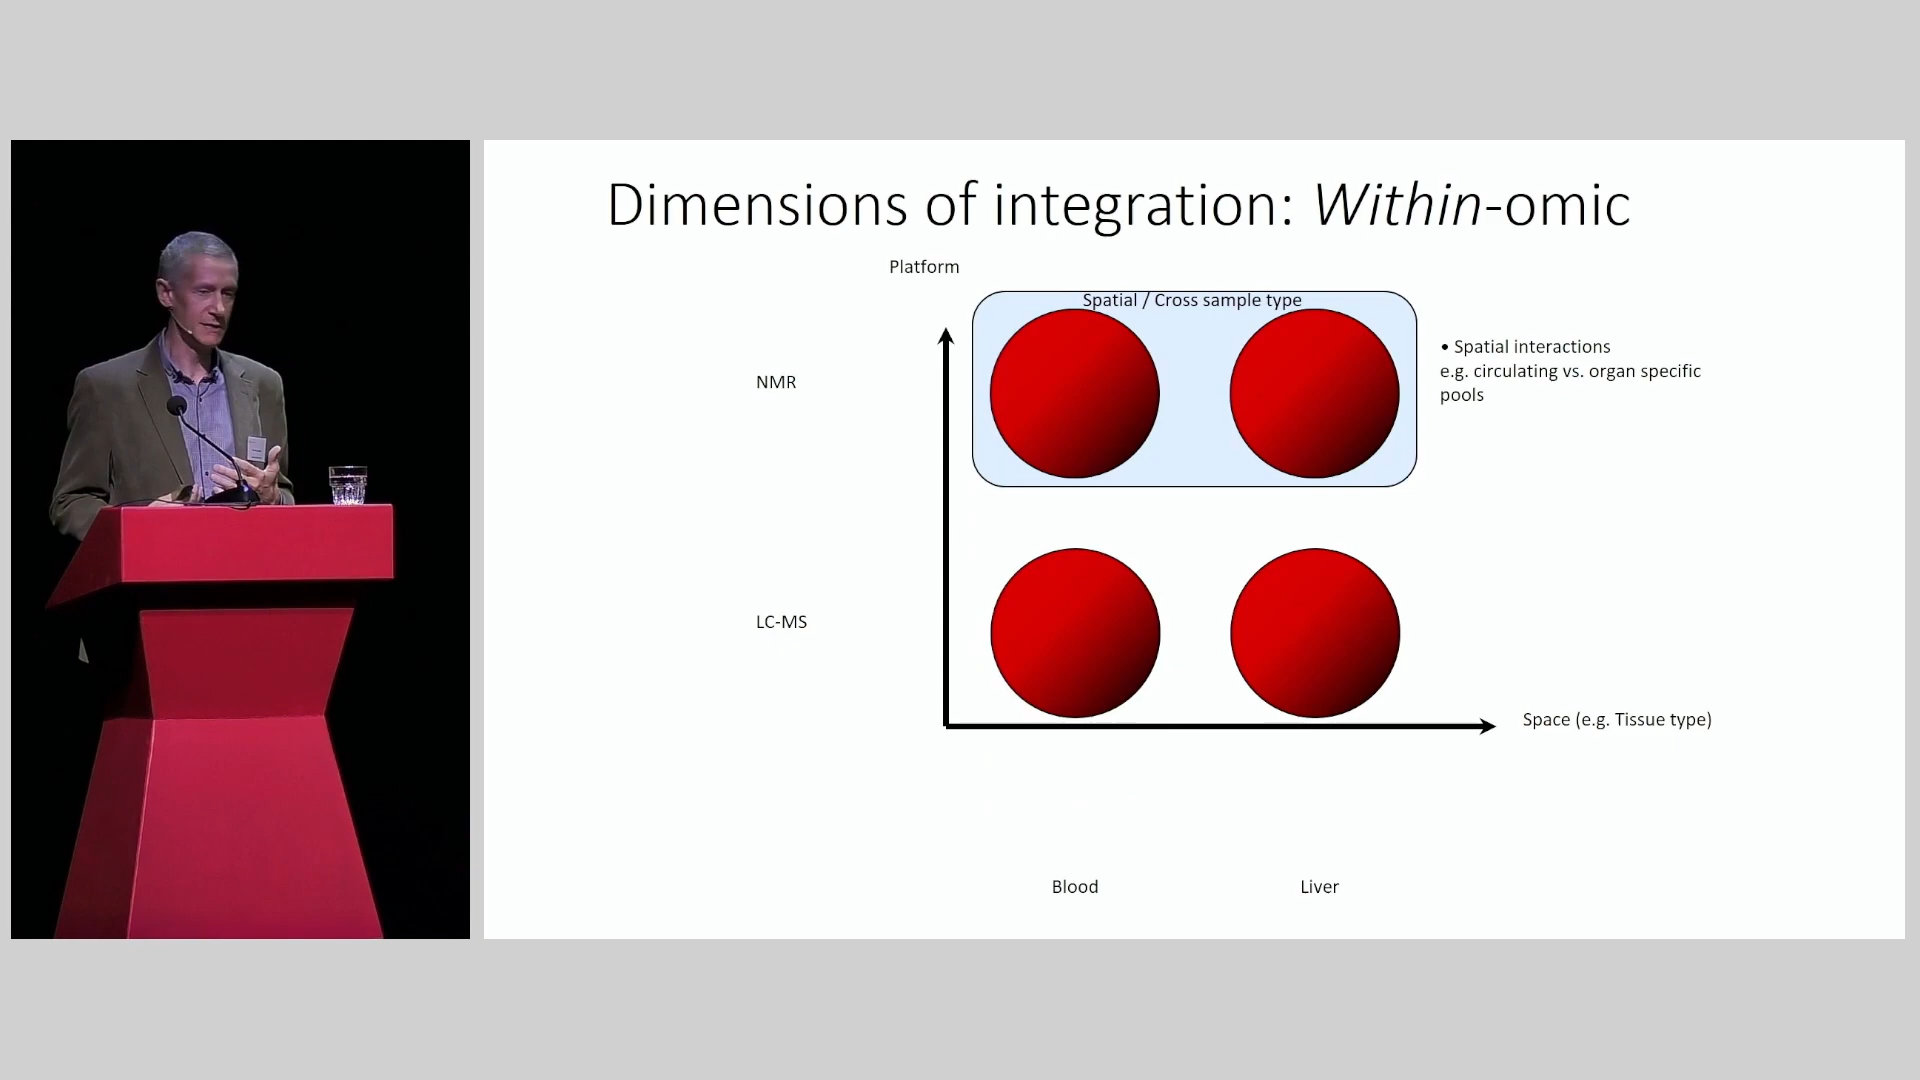 Dimensions of integration: Within-omic
Platform
Spatial / Cross sample type
NMR
• Spatial interactions
e.g. circulating vs. organ specific
pools
LC-MS
Space (e.g. Tissue type)
Blood
Liver